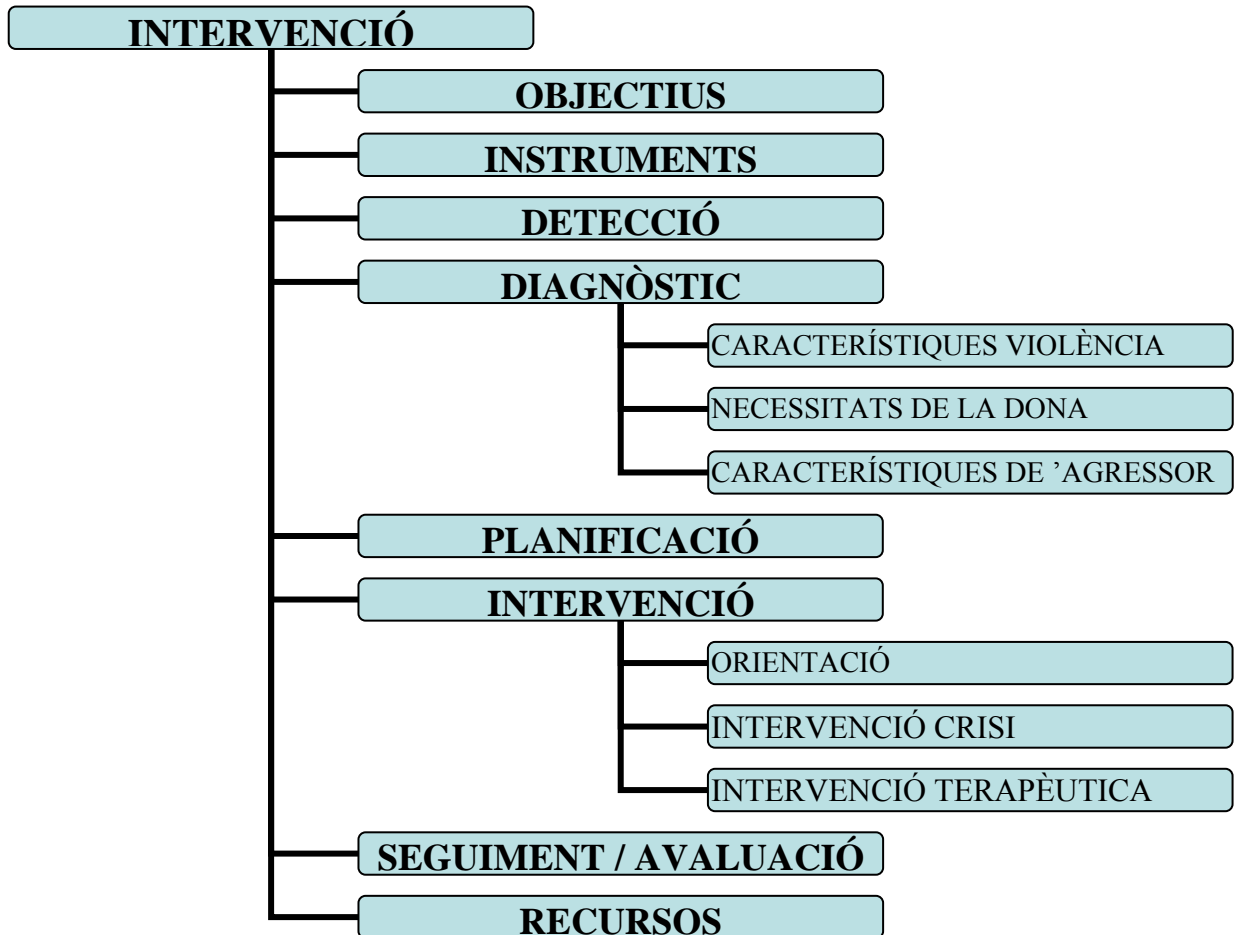 INTERVENCIÓ
OBJECTIUS
INSTRUMENTS
DETECCIÓ
DIAGNÒSTIC
CARACTERÍSTIQUES VIOLÈNCIA
NECESSITATS DE LA DONA
CARACTERÍSTIQUES DE ’AGRESSOR
PLANIFICACIÓ
INTERVENCIÓ
ORIENTACIÓ
INTERVENCIÓ CRISI
INTERVENCIÓ TERAPÈUTICA
SEGUIMENT / AVALUACIÓ
RECURSOS